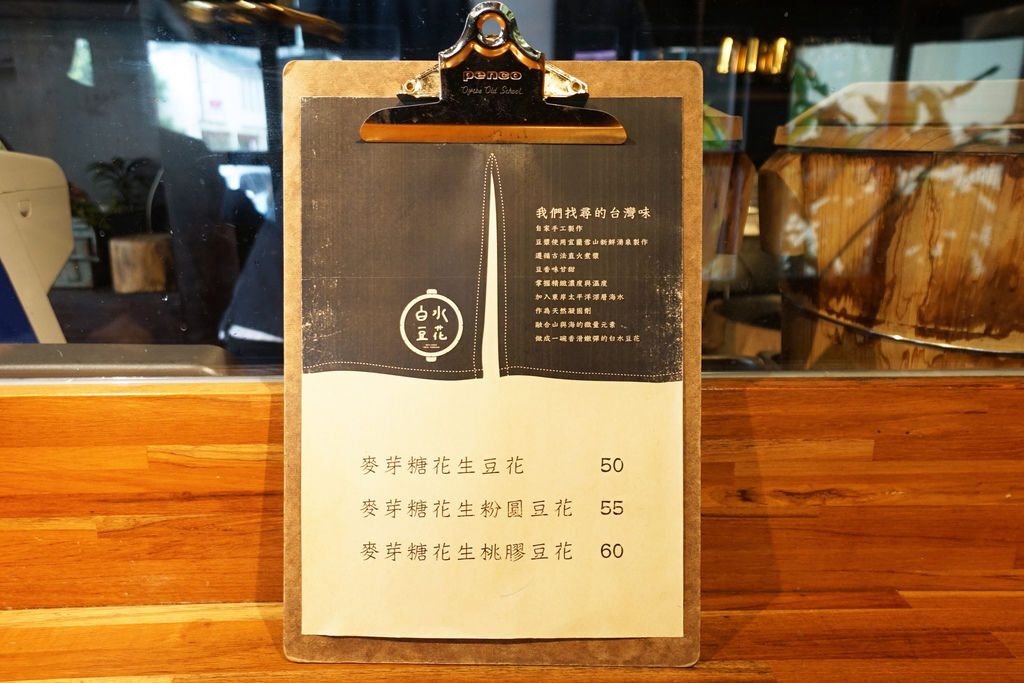 penco
Of the Old School.
我們找尋的台灣味
自家手工製作
豆漿使用宜蘭雪山新鮮湧泉製作
遵循古法直火煮漿
豆香味甘甜
掌握精緻濃度與溫度
加入東岸太平洋深層海水
作為天然凝固劑
融合山與海的微量元素
做成一碗香滑嫩彈的白水豆花
白水
豆花
麥芽糖花生豆花 50
麥芽糖花生粉圓豆花 55
麥芽糖花生桃膠豆花 60